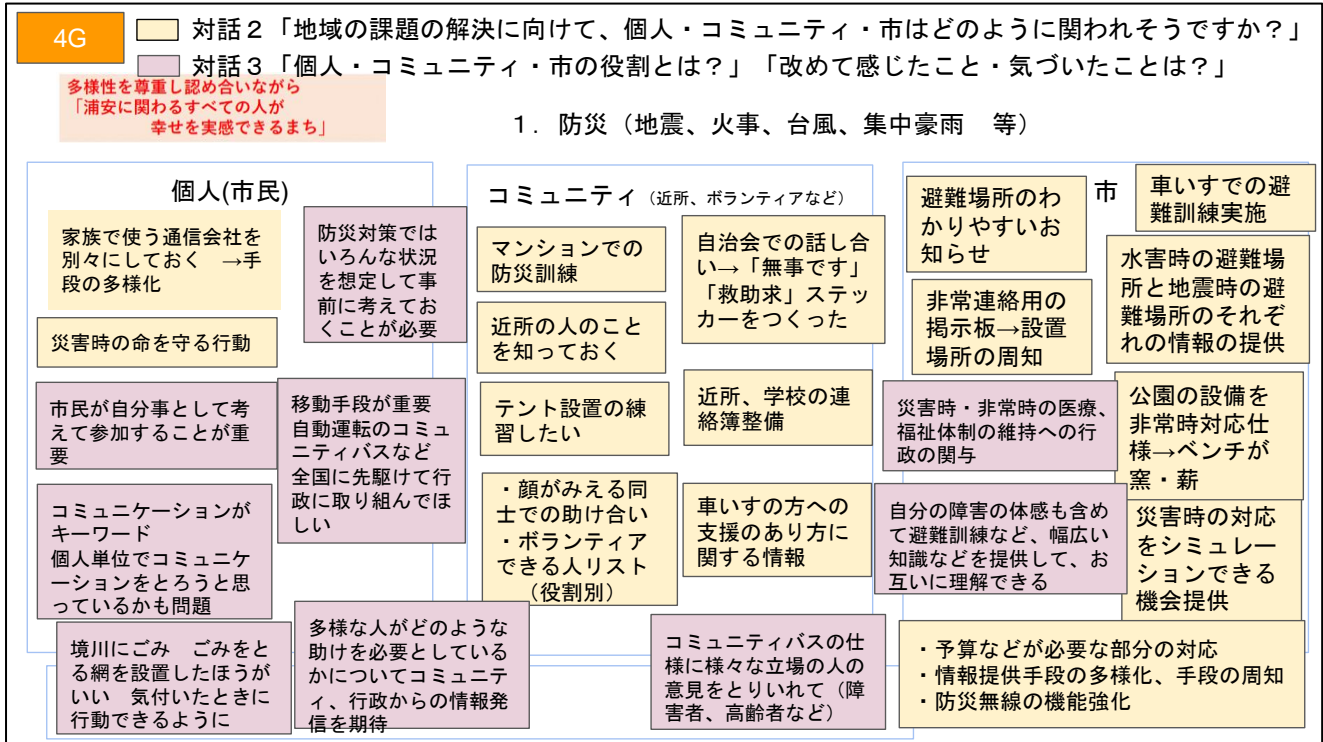 4G
対話２「地域の課題の解決に向けて、個人・コミュニティ・市はどのように関われそうですか？」
対話３「個人・コミュニティ・市の役割とは？」「改めて感じたこと・気づいたことは？」
多様性を尊重し認め合いながら
「浦安に関わるすべての人が
幸せを実感できるまち」
１．防災（地震、火事、台風、集中豪雨　等）
個人(市民)
家族で使う通信会社を
別々にしておく　→手
段の多様化
災害時の命を守る行動
市民が自分事として考
えて参加することが重
要
コミュニケーションが
キーワード
個人単位でコミュニケ
ーションをとろうと思
っているかも問題
境川にごみ　ごみをと
る網を設置したほうが
いい　気付いたときに
行動できるように
防災対策では
いろんな状況
を想定して事
前に考えてお
くことが必要
移動手段が重要
自動運転のコミュ
ニティバスなど
全国に先駆けて行
政に取り組んでほ
しい
多様な人がどのような
助けを必要としている
かについてコミュニテ
ィ、行政からの情報発
信を期待
コミュニティ（近所、ボランティアなど）
マンションでの
防災訓練
近所の人のこと
を知っておく
テント設置の練
習したい
・顔がみえる同
士での助け合い
・ボランティア
できる人リスト
（役割別）
自治会での話し合
い→「無事です」
「救助求」ステッ
カーをつくった
近所、学校の連
絡簿整備
車いすの方への
支援のあり方に
関する情報
コミュニティバスの仕
様に様々な立場の人の
意見をとりいれて（障
害者、高齢者など）
市
避難場所のわ
かりやすいお
知らせ
非常連絡用の
掲示板→設置
場所の周知
災害時・非常時の医療、
福祉体制の維持への行
政の関与
自分の障害の体感も含め
て避難訓練など、幅広い
知識などを提供して、お
互いに理解できる
車いすでの避
難訓練実施
水害時の避難場
所と地震時の避
難場所のそれぞ
れの情報の提供
公園の設備を
非常時対応仕
様→ベンチが
窯・薪
災害時の対応
をシミュレー
ションできる
機会提供
・予算などが必要な部分の対応
・情報提供手段の多様化、手段の周知
・防災無線の機能強化